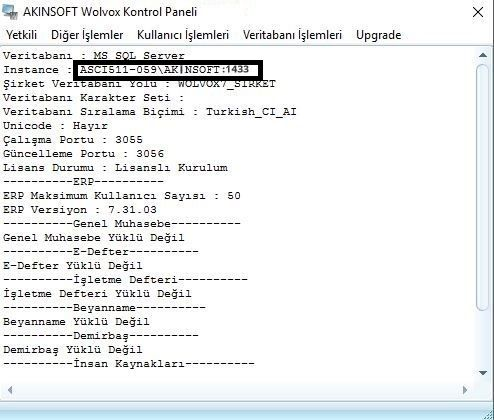 AKINSOFT Wolvox Kontrol Paneli
Yetkili Diğer İşlemler Kullanıcı İşlemleri Veritabanı İşlemleri Upgrade
Veritabanı : MS SQL Server
Instance : ASCI511-059\AKINSOFT:1433
Şirket Veritabanı Yolu : WOLVOX7_SIRKET
Veritabanı Karakter Seti :
Veritabanı Sıralama Biçimi : Turkish_CI_AI
Unicode : Hayır
Çalışma Portu : 3055
Güncelleme Portu : 3056
Lisans Durumu : Lisanslı Kurulum
----------ERP----------
ERP Maksimum Kullanıcı Sayısı : 50
ERP Versiyon : 7.31.03
----------Genel Muhasebe----------
Genel Muhasebe Yüklü Değil
----------E-Defter----------
E-Defter Yüklü Değil
----------İşletme Defteri----------
İşletme Defteri Yüklü Değil
----------Beyanname----------
Beyanname Yüklü Değil
----------Demirbaş----------
Demirbaş Yüklü Değil
----------İnsan Kaynakları----------